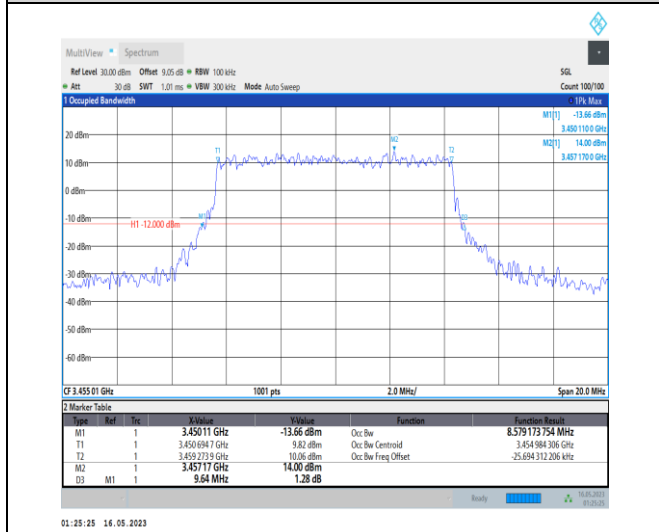 MultiView Spectrum
Ref Level 30.00 dBm Offset 9.05 dB RBW 100 kHz SGL
Att 30 dB SWT 1.01 ms VBW 300 kHz Mode Auto Sweep Count 100/100
1 Occupied Bandwidth 1Pk Max
M1[1] -13.66 dBm
3.450 110 0 GHz
M2[1] 14.00 dBm
3.457 170 0 GHz
20 dBm
M2
T1
T2
10 dBm
0 dBm
-10 dBm
M1
D3
H1 -12.000 dBm
-20 dBm
-30 dBm
-40 dBm
-50 dBm
-60 dBm
CF 3.455 01 GHz 1001 pts 2.0 MHz/ Span 20.0 MHz
2 Marker Table
Type Ref Trc X-Value Y-Value Function Function Result
M1 1 3.45011 GHz -13.66 dBm Occ Bw 8.579 173 754 MHz
T1 1 3.450 694 7 GHz 9.82 dBm Occ Bw Centroid 3.454 984 306 GHz
T2 1 3.459 273 9 GHz 10.06 dBm Occ Bw Freq Offset -25.694 312 206 kHz
M2 1 3.45717 GHz 14.00 dBm
D3 M1 1 9.64 MHz 1.28 dB
Ready 16.05.2023
01:25:25
01:25:25 16.05.2023